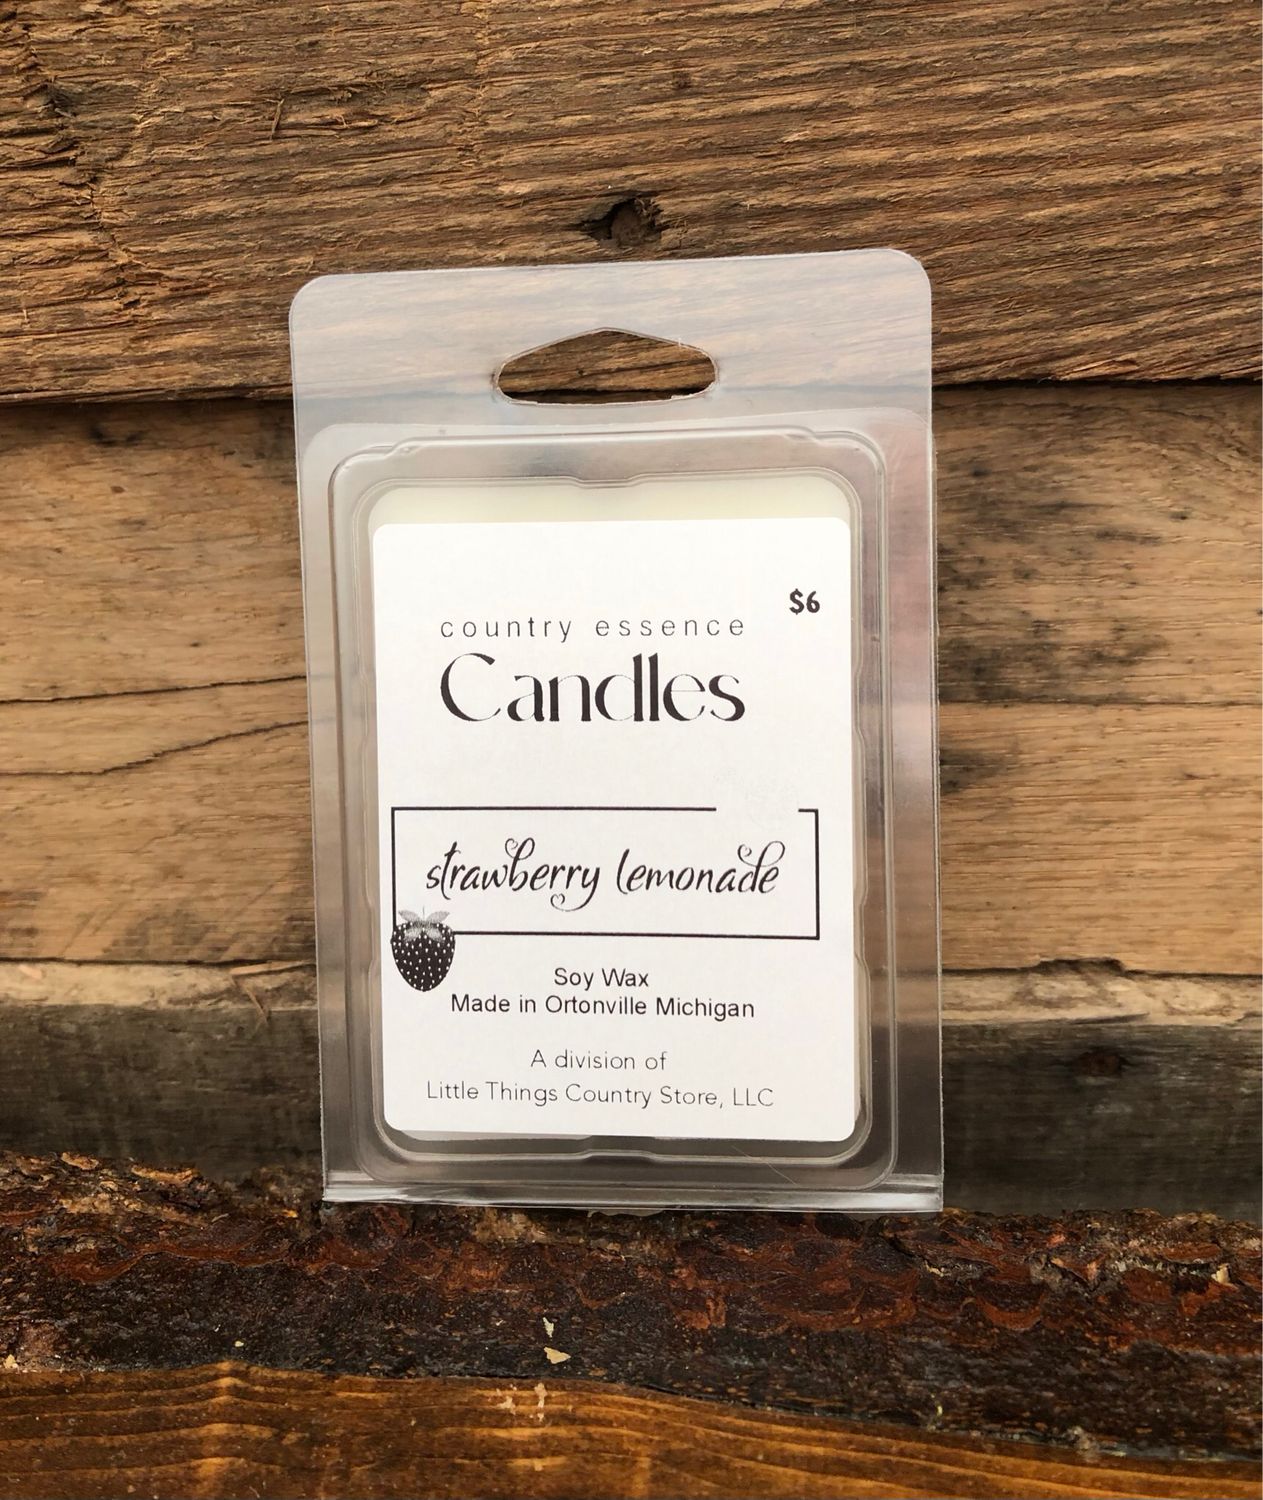 $6
country essence
Candles
strawberry lemonade
Soy Wax
Made in Ortonville Michigan
A division of
Little Things Country Store, LLC